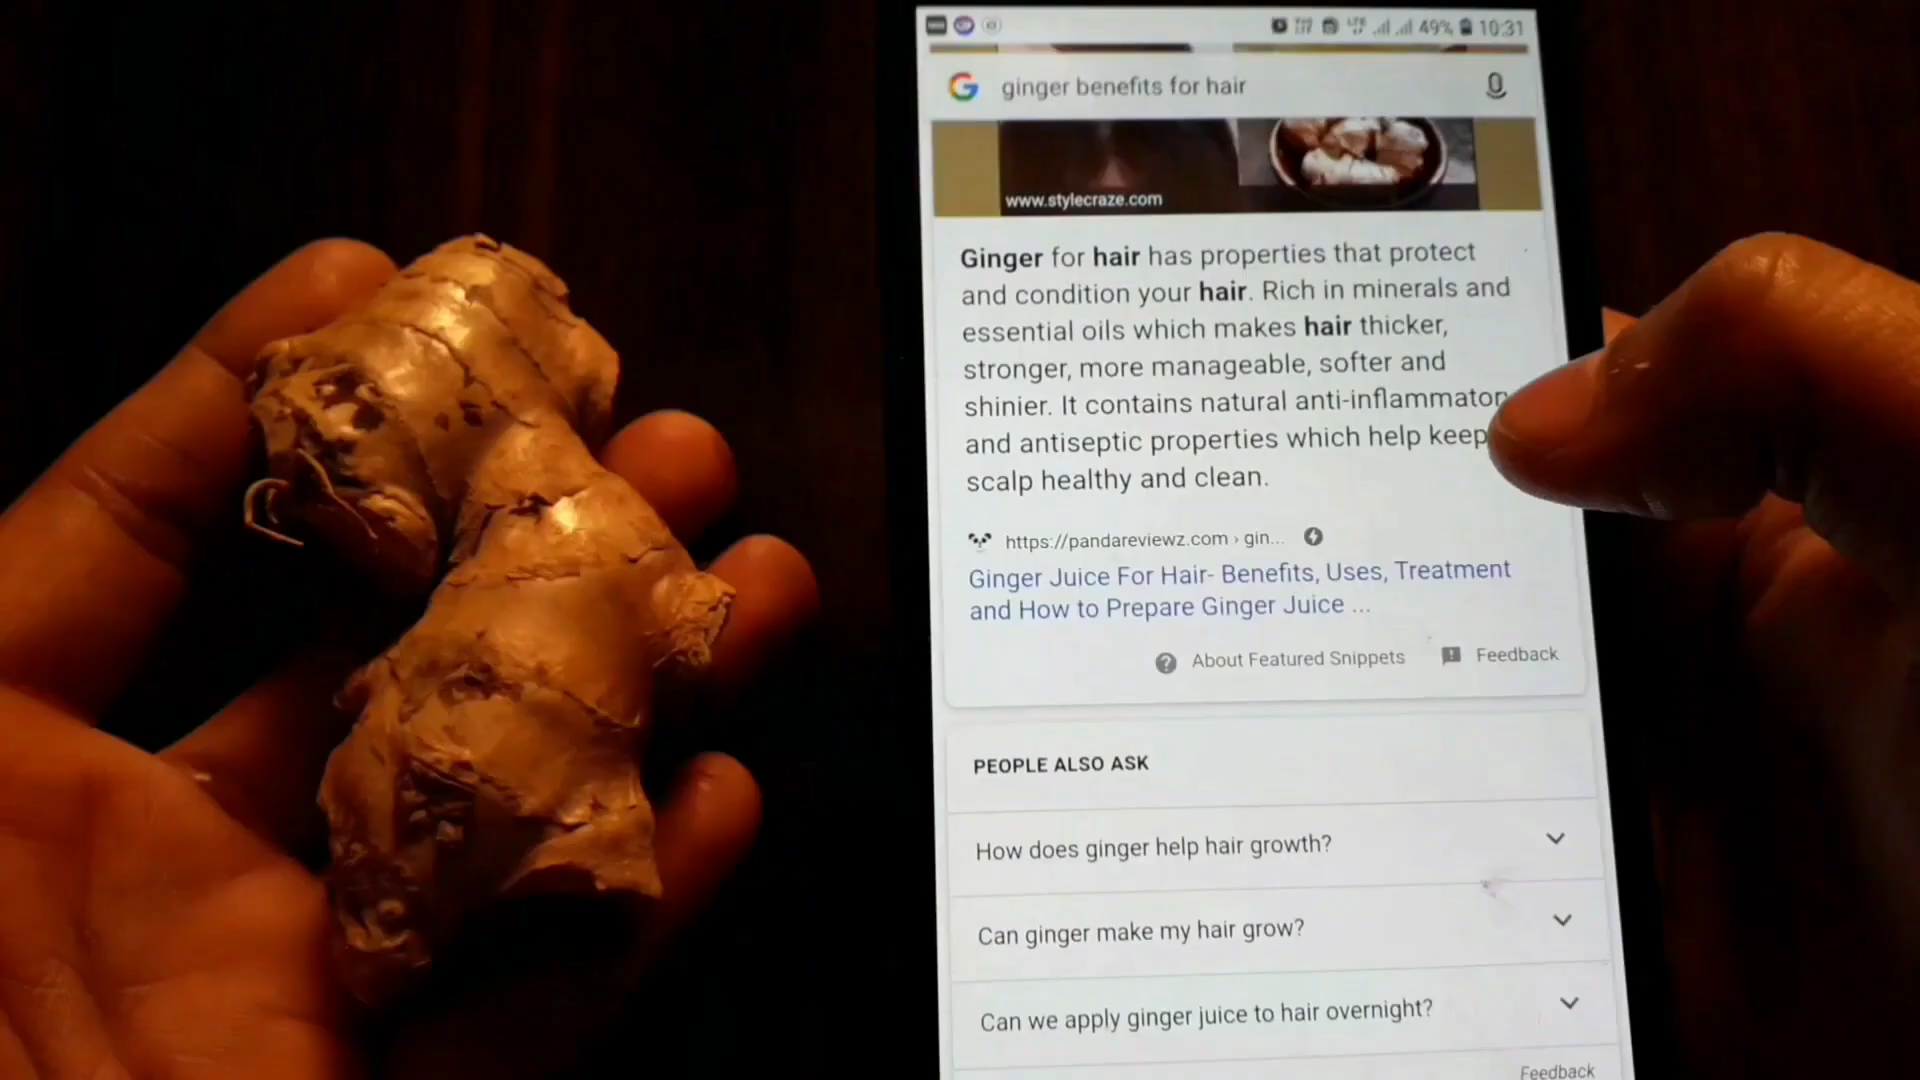 49% 10:31
ginger benefits for hair
www.stylecraze.com
Ginger for hair has properties that protect
and condition your hair. Rich in minerals and
essential oils which makes hair thicker,
stronger, more manageable, softer and
shinier. It contains natural anti-inflammator
and antiseptic properties which help keep
scalp healthy and clean.
https://pandareviewz.com › gin...
Ginger Juice For Hair- Benefits, Uses, Treatment
and How to Prepare Ginger Juice ...
About Featured Snippets Feedback
PEOPLE ALSO ASK
How does ginger help hair growth?
Can ginger make my hair grow?
Can we apply ginger juice to hair overnight?
Feedback